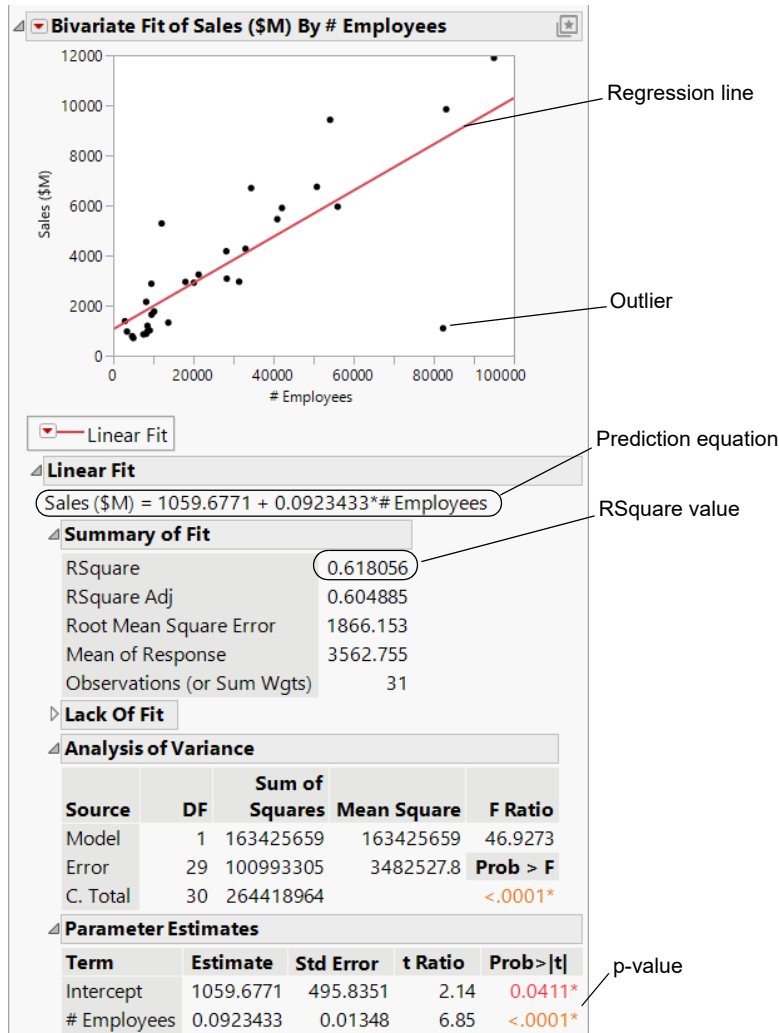 Bivariate Fit of Sales ($M) By # Employees
12000
10000
8000
6000
4000
2000
0
Sales ($M)
0 20000 40000 60000 80000 100000
# Employees
Regression line
Outlier
Linear Fit
Prediction equation
Linear Fit
Sales ($M) = 1059.6771 + 0.0923433*# Employees
RSquare value
Summary of Fit
RSquare 0.618056
RSquare Adj 0.604885
Root Mean Square Error 1866.153
Mean of Response 3562.755
Observations (or Sum Wgts) 31
Lack Of Fit
Analysis of Variance
Sum of
Source DF Squares Mean Square F Ratio
Model 1 163425659 163425659 46.9273
Error 29 100993305 3482527.8 Prob > F
C. Total 30 264418964 <.0001*
Parameter Estimates
Term Estimate Std Error t Ratio Prob>|t|
p-value
Intercept 1059.6771 495.8351 2.14 0.0411*
# Employees 0.0923433 0.01348 6.85 <.0001*